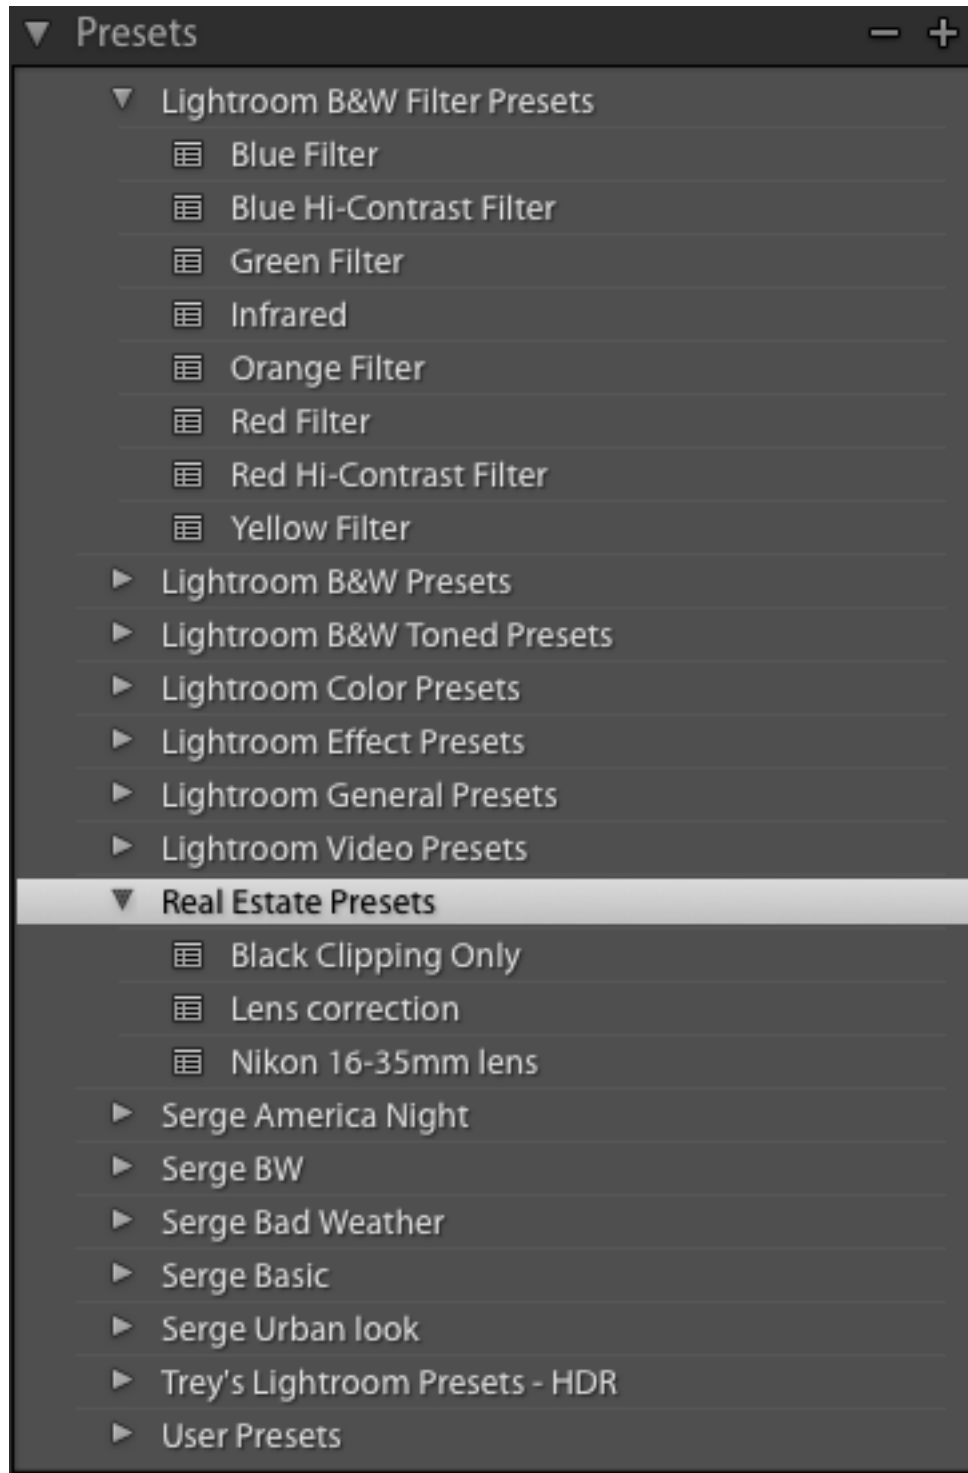 Presets
Lightroom B&W Filter Presets
Blue Filter
Blue Hi-Contrast Filter
Green Filter
Infrared
Orange Filter
Red Filter
Red Hi-Contrast Filter
Yellow Filter
Lightroom B&W Presets
Lightroom B&W Toned Presets
Lightroom Color Presets
Lightroom Effect Presets
Lightroom General Presets
Lightroom Video Presets
Real Estate Presets
Black Clipping Only
Lens correction
Nikon 16-35mm lens
Serge America Night
Serge BW
Serge Bad Weather
Serge Basic
Serge Urban look
Trey's Lightroom Presets - HDR
User Presets